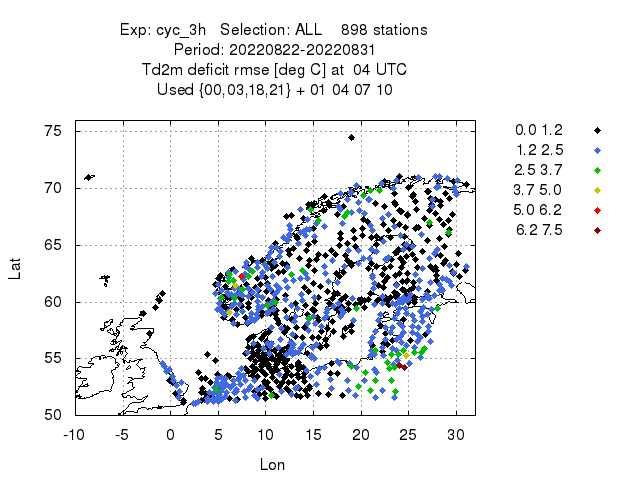 Exp: cyc_3h   Selection: ALL    898 stations
Period: 20220822-20220831
Td2m deficit rmse [deg C] at  04 UTC
Used {00,03,18,21} + 01 04 07 10
0.0 1.2
1.2 2.5
2.5 3.7
3.7 5.0
5.0 6.2
6.2 7.5
Lat
75
70
65
60
55
50
-10 -5 0 5 10 15 20 25 30
Lon